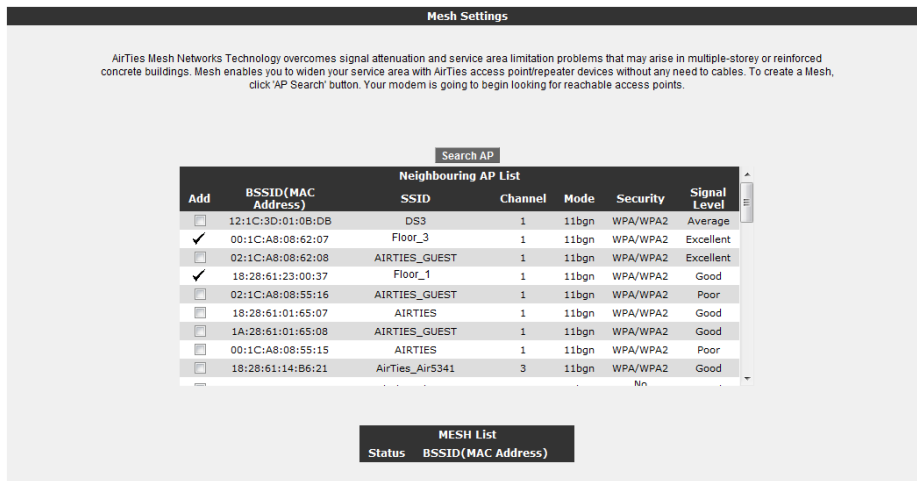 Mesh Settings
AirTies Mesh Networks Technology overcomes signal attenuation and service area limitation problems that may arise in multiple-storey or reinforced
concrete buildings. Mesh enables you to widen your service area with AirTies access point/repeater devices without any need to cables. To create a Mesh,
click 'AP Search' button. Your modem is going to begin looking for reachable access points.
Search AP
Neighbouring AP List
Add BSSID(MAC Address) SSID Channel Mode Security Signal Level
12:1C:3D:01:0B:DB DS3 1 11bgn WPA/WPA2 Average
00:1C:A8:08:62:07 Floor_3 1 11bgn WPA/WPA2 Excellent
02:1C:A8:08:62:08 AIRTIES_GUEST 1 11bgn WPA/WPA2 Excellent
18:28:61:23:00:37 Floor_1 1 11bgn WPA/WPA2 Good
02:1C:A8:08:55:16 AIRTIES_GUEST 1 11bgn WPA/WPA2 Poor
18:28:61:01:65:07 AIRTIES 1 11bgn WPA/WPA2 Good
1A:28:61:01:65:08 AIRTIES_GUEST 1 11bgn WPA/WPA2 Good
00:1C:A8:08:55:15 AIRTIES 1 11bgn WPA/WPA2 Poor
18:28:61:14:B6:21 AirTies_Air5341 3 11bgn WPA/WPA2 Good
No
MESH List
Status BSSID(MAC Address)